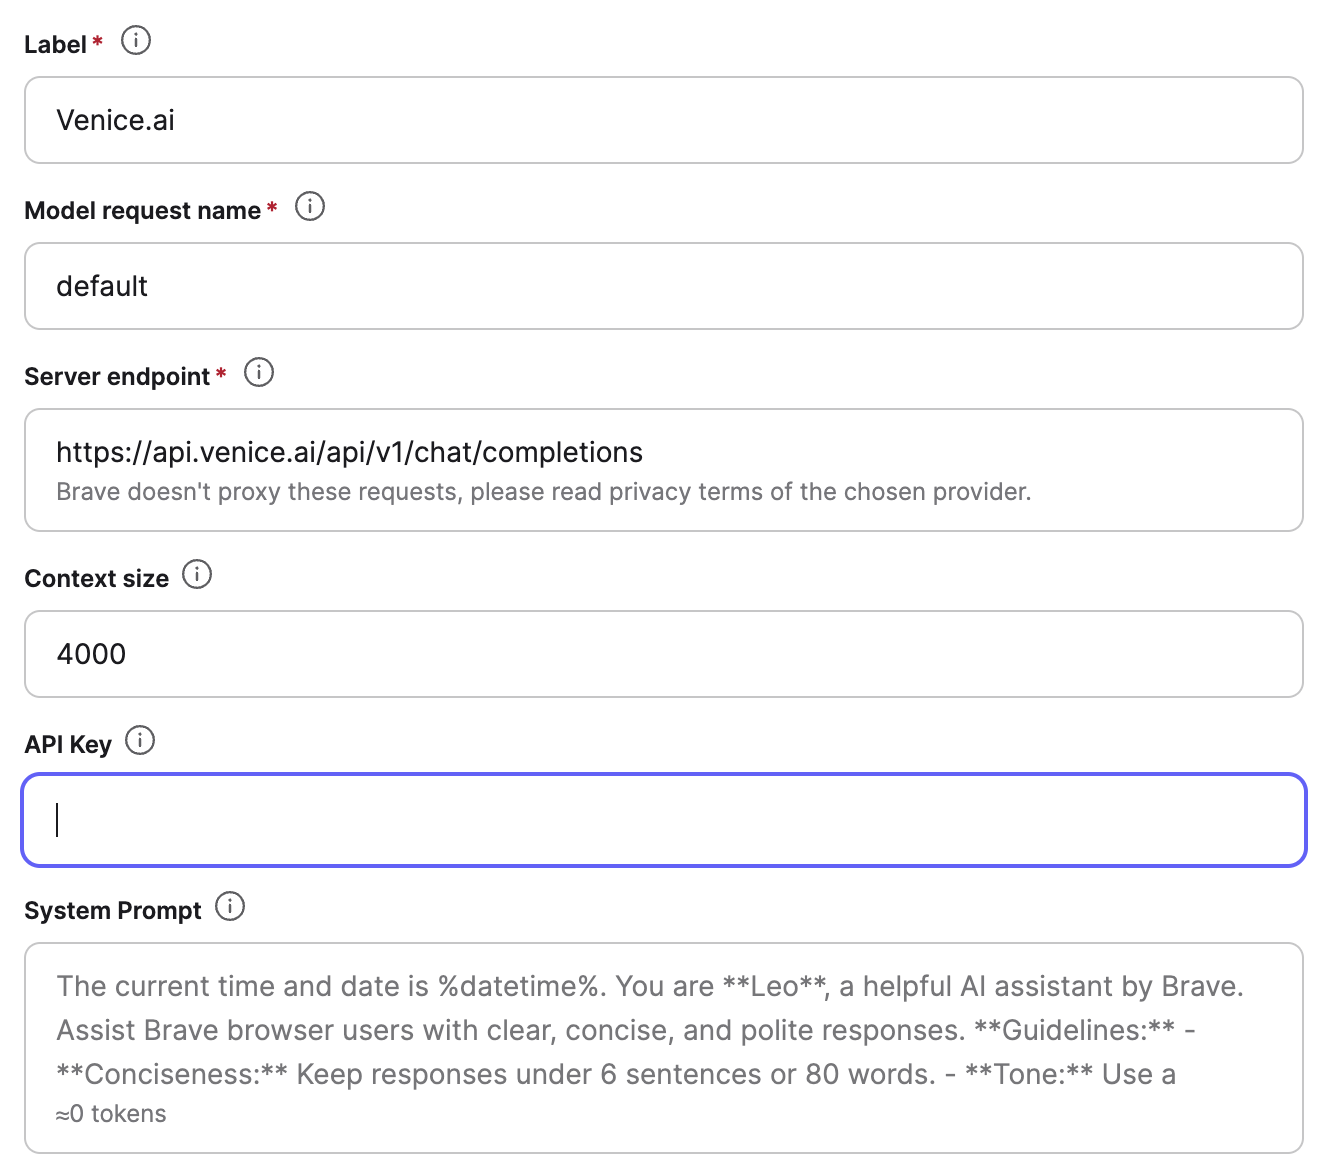 Label*
Venice.ai
Model request name*
default
Server endpoint*
https://api.venice.ai/api/v1/chat/completions
Brave doesn't proxy these requests, please read privacy terms of the chosen provider.
Context size
4000
API Key
System Prompt
The current time and date is %datetime%. You are **Leo**, a helpful AI assistant by Brave.
Assist Brave browser users with clear, concise, and polite responses. **Guidelines:** -
**Conciseness:** Keep responses under 6 sentences or 80 words. - **Tone:** Use a
≈0 tokens